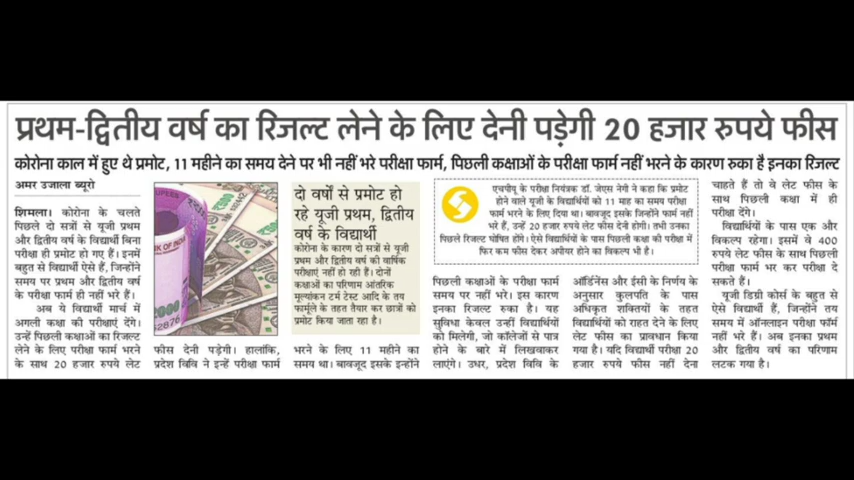 प्रथम-द्वितीय वर्ष का रिजल्ट लेने के लिए देनी पड़ेगी 20 हजार रुपये फीस
कोरोना काल में हुए थे प्रमोट, 11 महीने का समय देने पर भी नहीं भरे परीक्षा फार्म, पिछली कक्षाओं के परीक्षा फार्म नहीं भरने के कारण रुका है इनका रिजल्ट
अमर उजाला ब्यूरो
शिमला। कोरोना के चलते
पिछले दो सत्रों से यूजी प्रथम
और द्वितीय वर्ष के विद्यार्थी बिना
परीक्षा ही प्रमोट हो गए हैं। इनमें
बहुत से विद्यार्थी ऐसे हैं, जिन्होंने
समय पर प्रथम और द्वितीय वर्ष
के परीक्षा फार्म ही नहीं भरे हैं।
अब ये विद्यार्थी मार्च में
अगली कक्षा की परीक्षाएं देंगे।
उन्हें पिछली कक्षाओं का रिजल्ट
लेने के लिए परीक्षा फार्म भरने
के साथ 20 हजार रुपये लेट
फीस देनी पड़ेगी। हालांकि,
प्रदेश विवि ने इन्हें परीक्षा फार्म
दो वर्षों से प्रमोट हो
रहे यूजी प्रथम, द्वितीय
वर्ष के विद्यार्थी
कोरोना के कारण दो सत्रों से यूजी
प्रथम और द्वितीय वर्ष की वार्षिक
परीक्षाएं नहीं हो रही हैं। दोनों
कक्षाओं का परिणाम आंतरिक
मूल्यांकन टर्म टेस्ट आदि के तय
फार्मूले के तहत तैयार कर छात्रों को
प्रमोट किया जाता रहा है।
भरने के लिए 11 महीने का
समय था। बावजूद इसके इन्होंने
एचपीयू के परीक्षा नियंत्रक डॉ. जेएस नेगी ने कहा कि प्रमोट
होने वाले यूजी के विद्यार्थियों को 11 माह का समय परीक्षा
फार्म भरने के लिए दिया था। बावजूद इसके जिन्होंने फार्म नहीं
भरे हैं, उन्हें 20 हजार रुपये लेट फीस देनी होगी। तभी उनका
पिछले रिजल्ट घोषित होंगे। ऐसे विद्यार्थियों के पास पिछली कक्षा की परीक्षा में
फिर कम फीस देकर अपीयर होने का विकल्प भी है।
पिछली कक्षाओं के परीक्षा फार्म
समय पर नहीं भरे। इस कारण
इनका रिजल्ट रुका है। यह
सुविधा केवल उन्हीं विद्यार्थियों
को मिलेगी, जो कॉलेजों से पात्र
होने के बारे में लिखवाकर
लाएंगे। उधर, प्रदेश विवि के
ऑर्डिनेंस और ईसी के निर्णय के
अनुसार कुलपति के पास
अधिकृत शक्तियों के तहत
विद्यार्थियों को राहत देने के लिए
लेट फीस का प्रावधान किया
गया है। यदि विद्यार्थी परीक्षा 20
हजार रुपये फीस नहीं देना
चाहते हैं तो वे लेट फीस के
साथ पिछली कक्षा में ही
परीक्षा देंगे।
विद्यार्थियों के पास एक और
विकल्प रहेगा। इसमें वे 400
रुपये लेट फीस के साथ पिछली
परीक्षा फार्म भर कर परीक्षा दे
सकते हैं।
यूजी डिग्री कोर्स के बहुत से
ऐसे विद्यार्थी हैं, जिन्होंने तय
समय में ऑनलाइन परीक्षा फॉर्म
नहीं भरे हैं। अब इनका प्रथम
और द्वितीय वर्ष का परिणाम
लटक गया है।